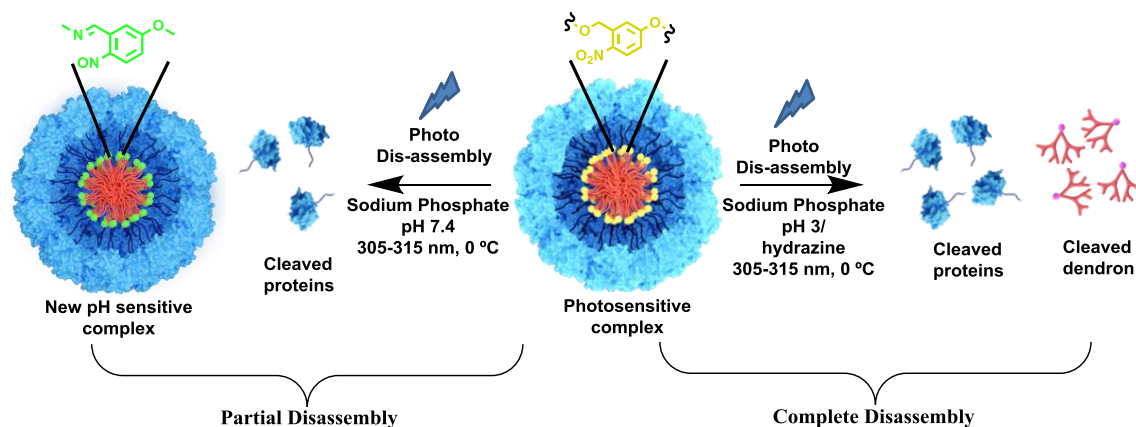 N
O
ON
O
O
O2N
Photo
Dis-assembly
Sodium Phosphate
pH 7.4
305-315 nm, 0 ºC
Photo
Dis-assembly
Sodium Phosphate
pH 3/
hydrazine
305-315 nm, 0 ºC
Cleaved
proteins
Cleaved
proteins
Cleaved
dendron
New pH sensitive
complex
Photosensitive
complex
Partial Disassembly
Complete Disassembly